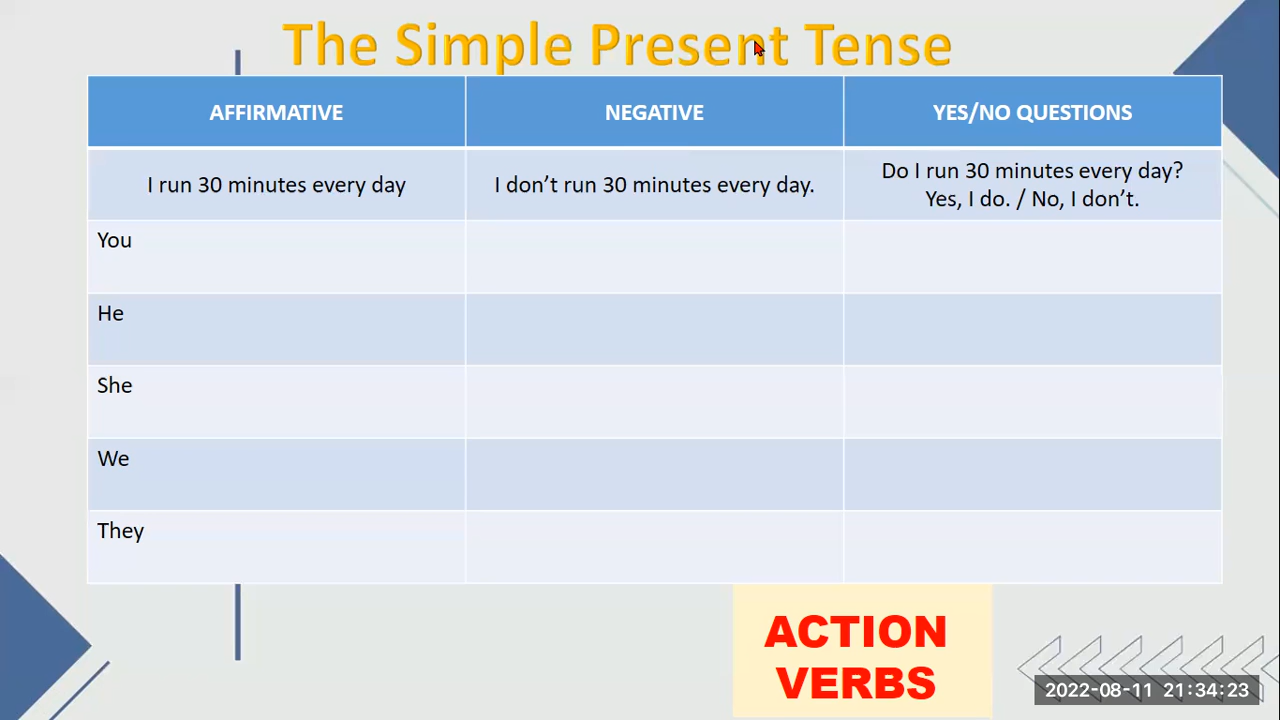 The Simple Present Tense
AFFIRMATIVE
NEGATIVE
YES/NO QUESTIONS
I run 30 minutes every day
I don’t run 30 minutes every day.
Do I run 30 minutes every day?
Yes, I do. / No, I don’t.
You
He
She
We
They
ACTION
VERBS
2022-08-11 21:34:23